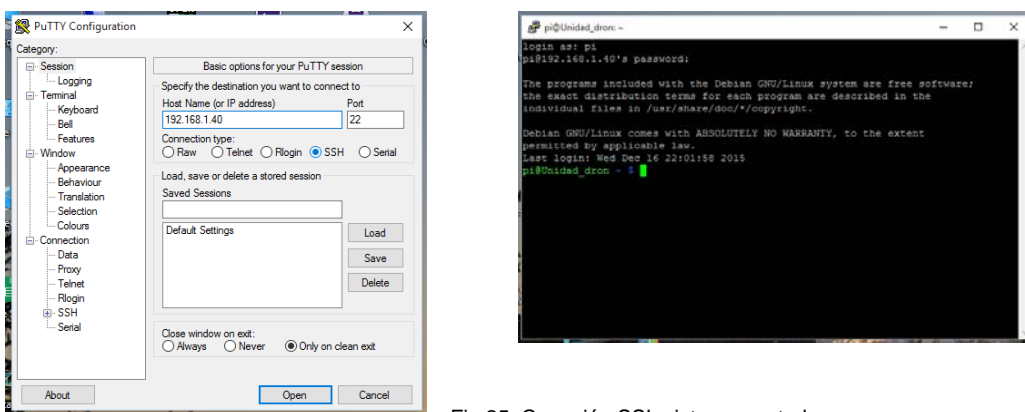 PuTTY Configuration
Category:
Session
Logging
Terminal
Keyboard
Bell
Features
Window
Appearance
Behaviour
Translation
Selection
Colours
Connection
Data
Proxy
Telnet
Rlogin
SSH
Serial
Basic options for your PuTTY session
Specify the destination you want to connect to
Host Name (or IP address) Port
192.168.1.40 22
Connection type:
Raw Telnet Rlogin SSH Serial
Load, save or delete a stored session
Saved Sessions
Default Settings
Load
Save
Delete
Close window on exit:
Always Never Only on clean exit
About Open Cancel
pi@Unidad_dron: ~
login as: pi
pi@192.168.1.40's password:
The programs included with the Debian GNU/Linux system are free software;
the exact distribution terms for each program are described in the
individual files in /usr/share/doc/*/copyright.
Debian GNU/Linux comes with ABSOLUTELY NO WARRANTY, to the extent
permitted by applicable law.
Last login: Wed Dec 16 22:01:58 2015
pi@Unidad_dron ~ $